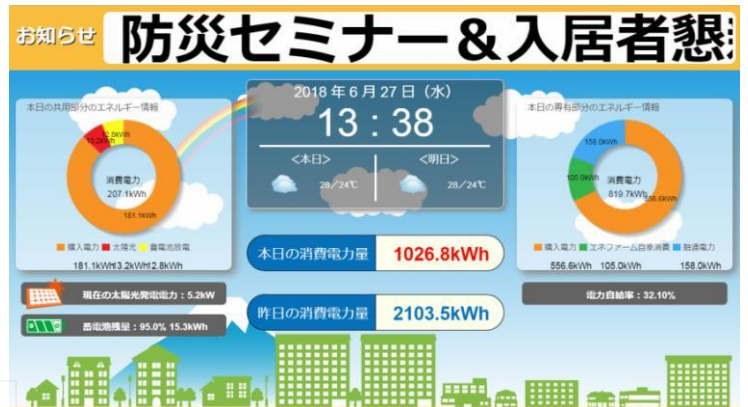 お知らせ 防災セミナー＆入居者懇
2018年6月27日（水）
13：38
<本日> <明日>
28／24℃ 28／24℃
本日の共用部分のエネルギー情報
12.8kWh
13.2kWh
消費電力
207.1kWh
181.1kWh
購入電力 太陽光 蓄電池放電
181.1kWh13.2kWh12.8kWh
現在の太陽光発電電力：5.2kW
蓄電池残量：95.0% 15.3kWh
本日の消費電力量 1026.8kWh
昨日の消費電力量 2103.5kWh
本日の専有部分のエネルギー情報
158.0kWh
105.0kWh
消費電力
819.7kWh
556.6kWh
購入電力 エネファーム自家消費 融通電力
556.6kWh 105.0kWh 158.0kWh
電力自給率：32.10%